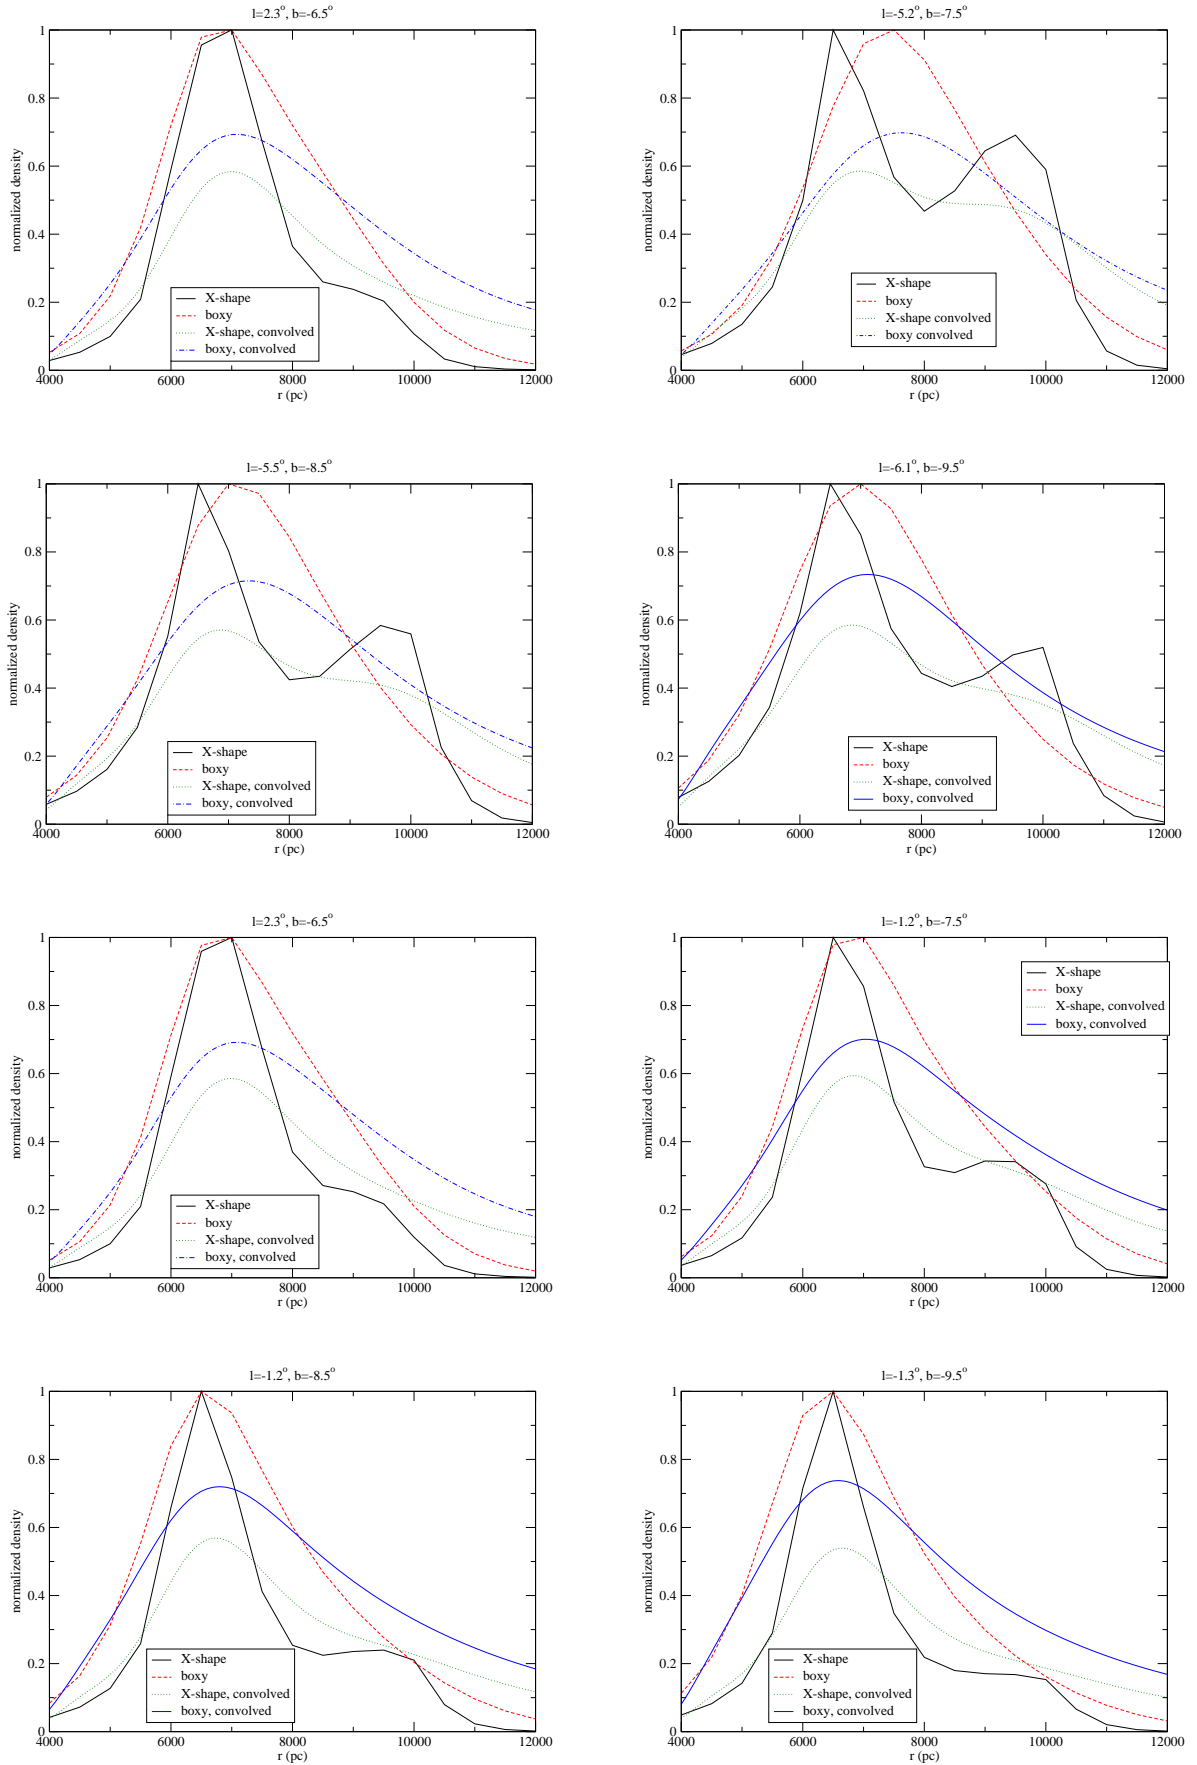 l=2.3°, b=-6.5°
1
0.8
0.6
0.4
0.2
0
normalized density
X-shape
boxy
X-shape, convolved
boxy, convolved
4000 6000 8000 10000 12000
r (pc)
l=-5.2°, b=-7.5°
1
0.8
0.6
0.4
0.2
0
normalized density
X-shape
boxy
X-shape convolved
boxy convolved
4000 6000 8000 10000 12000
r (pc)
l=-5.5°, b=-8.5°
1
0.8
0.6
0.4
0.2
0
normalized density
X-shape
boxy
X-shape, convolved
boxy, convolved
4000 6000 8000 10000 12000
r (pc)
l=-6.1°, b=-9.5°
1
0.8
0.6
0.4
0.2
0
normalized density
X-shape
boxy
X-shape, convolved
boxy, convolved
4000 6000 8000 10000 12000
r (pc)
l=2.3°, b=-6.5°
1
0.8
0.6
0.4
0.2
0
normalized density
X-shape
boxy
X-shape, convolved
boxy, convolved
4000 6000 8000 10000 12000
r (pc)
l=-1.2°, b=-7.5°
1
0.8
0.6
0.4
0.2
0
normalized density
X-shape
boxy
X-shape, convolved
boxy, convolved
4000 6000 8000 10000 12000
r (pc)
l=-1.2°, b=-8.5°
1
0.8
0.6
0.4
0.2
0
normalized density
X-shape
boxy
X-shape, convolved
boxy, convolved
4000 6000 8000 10000 12000
r (pc)
l=-1.3°, b=-9.5°
1
0.8
0.6
0.4
0.2
0
normalized density
X-shape
boxy
X-shape, convolved
boxy, convolved
4000 6000 8000 10000 12000
r (pc)